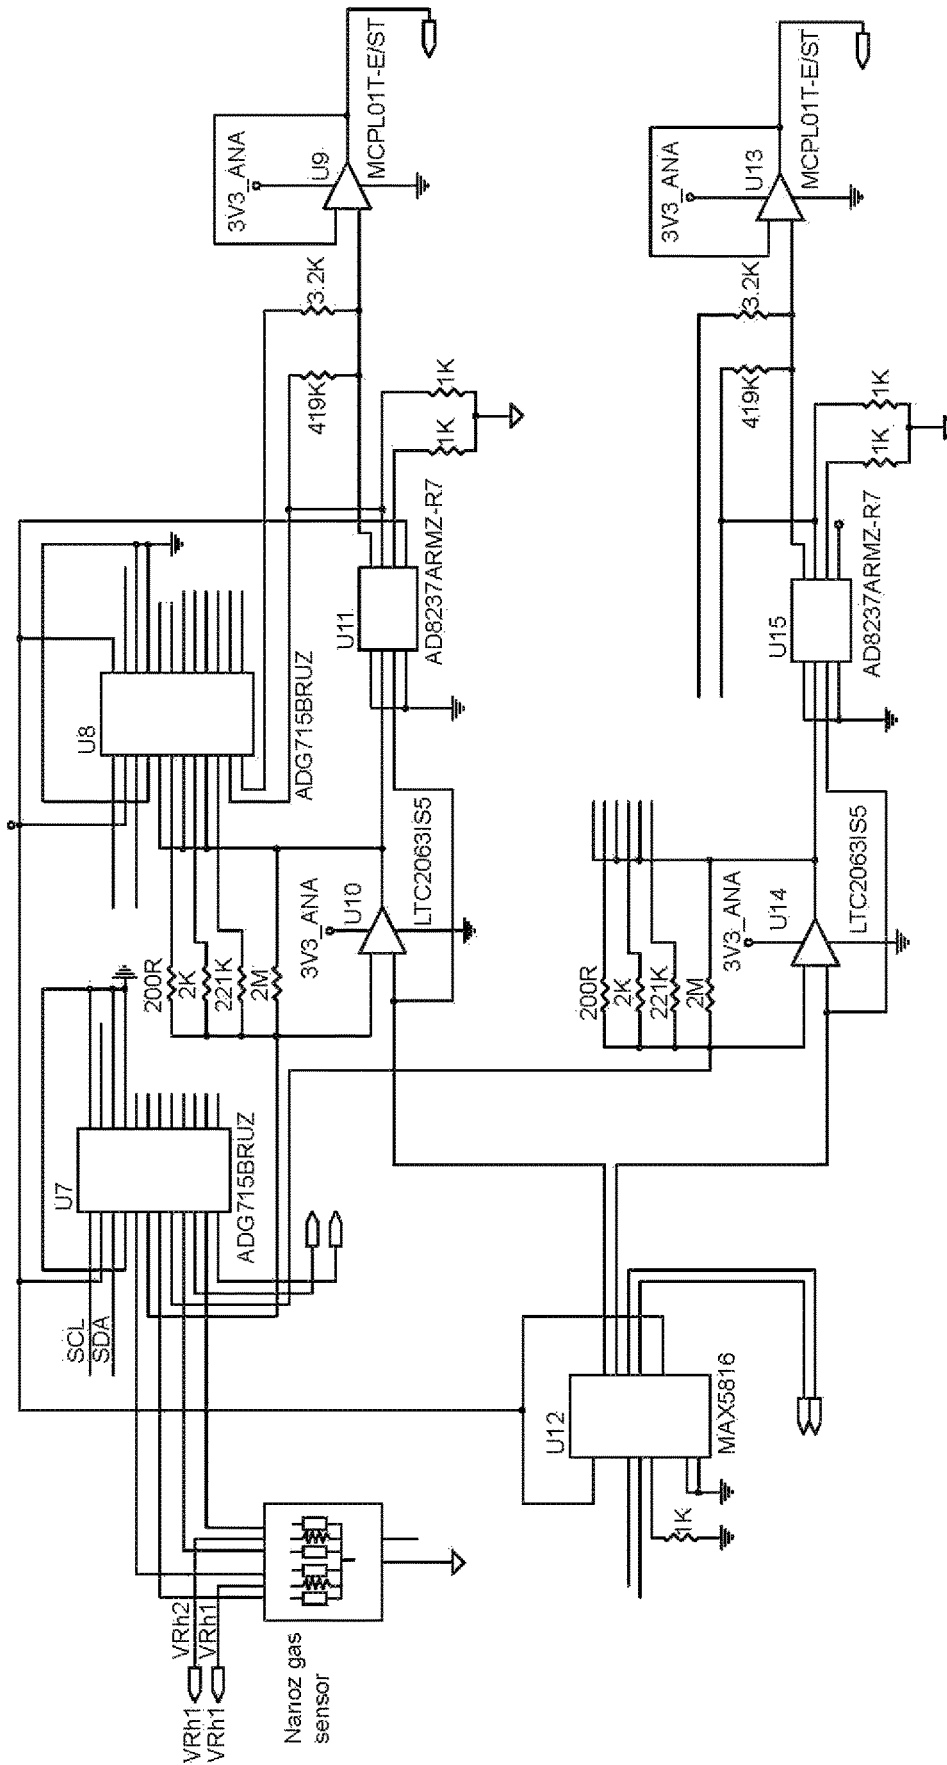 VRh1
VRh1
VRh2
VRh1
Narioz gas
sensor
SCL
SDA
U7
ADG715BRUZ
U8
ADG715BRUZ
200R
2K
221K
2M
3V3_ANA
U10
LTC2063IS5
U11
AD8237ARMZ-R7
1K
1K
419K
3.2K
3V3_ANA
U9
MCPL01T-E/ST
U12
MAX5816
1K
200R
2K
221K
2M
3V3_ANA
U14
LTC2063IS5
U15
AD8237ARMZ-R7
1K
1K
419K
3.2K
3V3_ANA
U13
MCPL01T-E/ST